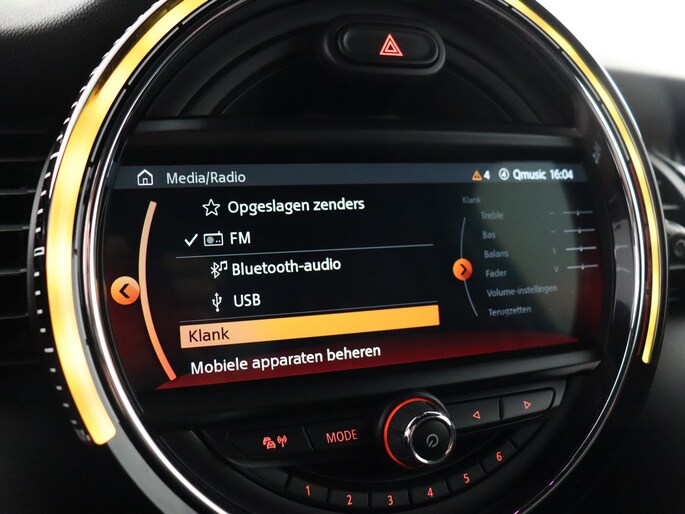 Media/Radio
4 Qmusic 16:04
Opgeslagen zenders
FM
Bluetooth-audio
USB
Klank
Mobiele apparaten beheren
Klank
Treble
Bas
Balans
Fader
Volume-instellingen
Terugzetten
MODE
1 2 3 4 5 6